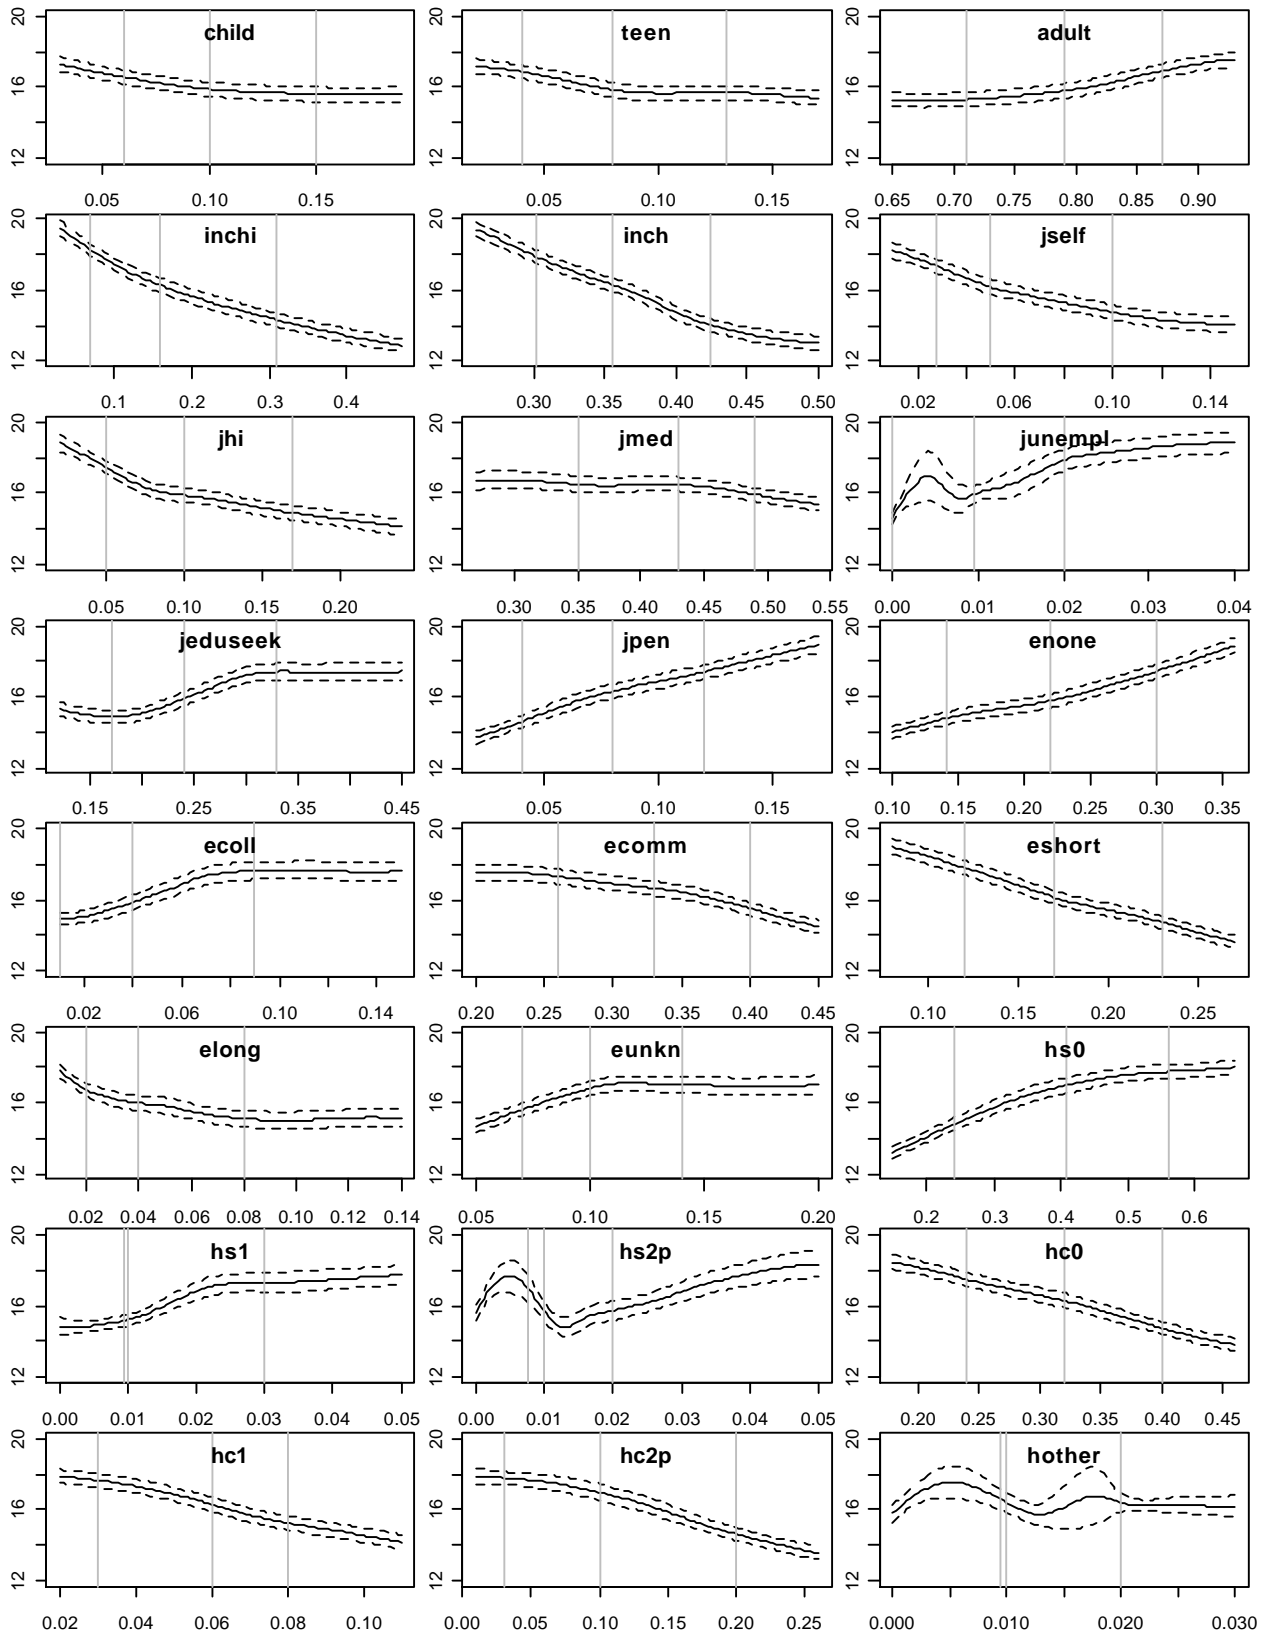 20 20 20
child teen adult
16 16 16
12 12 12
0.05 0.10 0.15 0.05 0.10 0.15 0.65 0.70 0.75 0.80 0.85 0.90
20 20 20
inchi inch jself
16 16 16
12 12 12
0.1 0.2 0.3 0.4 0.30 0.35 0.40 0.45 0.50 0.02 0.06 0.10 0.14
20 20 20
jhi jmed junempl
16 16 16
12 12 12
0.05 0.10 0.15 0.20 0.30 0.35 0.40 0.45 0.50 0.55 0.00 0.01 0.02 0.03 0.04
20 20 20
jeduseek jpen enone
16 16 16
12 12 12
0.15 0.25 0.35 0.45 0.05 0.10 0.15 0.10 0.15 0.20 0.25 0.30 0.35
20 20 20
ecoll ecomm eshort
16 16 16
12 12 12
0.02 0.06 0.10 0.14 0.20 0.25 0.30 0.35 0.40 0.45 0.10 0.15 0.20 0.25
20 20 20
elong eunkn hs0
16 16 16
12 12 12
0.02 0.04 0.06 0.08 0.10 0.12 0.14 0.05 0.10 0.15 0.20 0.2 0.3 0.4 0.5 0.6
20 20 20
hs1 hs2p hc0
16 16 16
12 12 12
0.00 0.01 0.02 0.03 0.04 0.05 0.00 0.01 0.02 0.03 0.04 0.05 0.20 0.25 0.30 0.35 0.40 0.45
20 20 20
hc1 hc2p hother
16 16 16
12 12 12
0.02 0.04 0.06 0.08 0.10 0.00 0.05 0.10 0.15 0.20 0.25 0.000 0.010 0.020 0.030